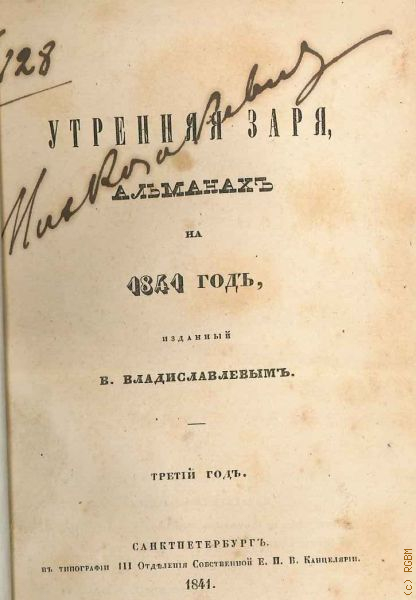 128
УТРЕННЯЯ ЗАРЯ,
АЛЬМАНАХЪ
НА
1841 ГОДЪ,
ИЗДАННЫЙ
В. ВЛАДИСЛАВЛЕВЫМЪ.
ТРЕТІЙ ГОДЪ.
САНКТПЕТЕРБУРГЪ.
ВЪ ТИПОГРАФІИ III ОТДѢЛЕНІЯ СОБСТВЕННОЙ Е. И. В. КАНЦЕЛЯРІИ.
1841.
(c) RGBM